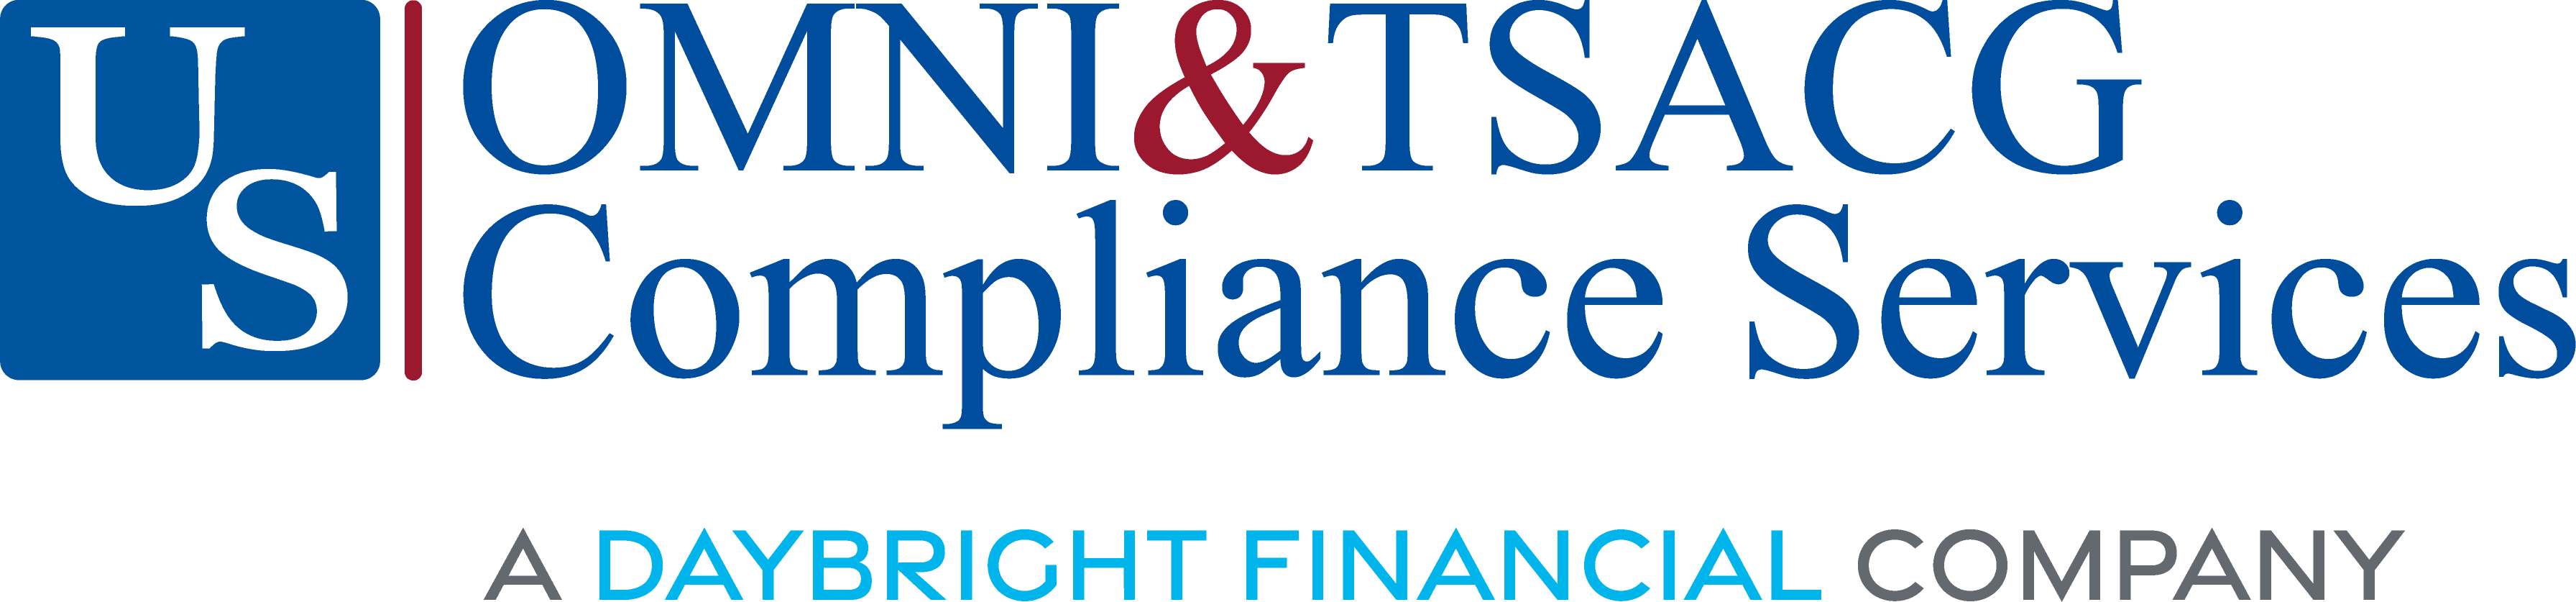 US
OMNI&TSACG
Compliance Services
A DAYBRIGHT FINANCIAL COMPANY